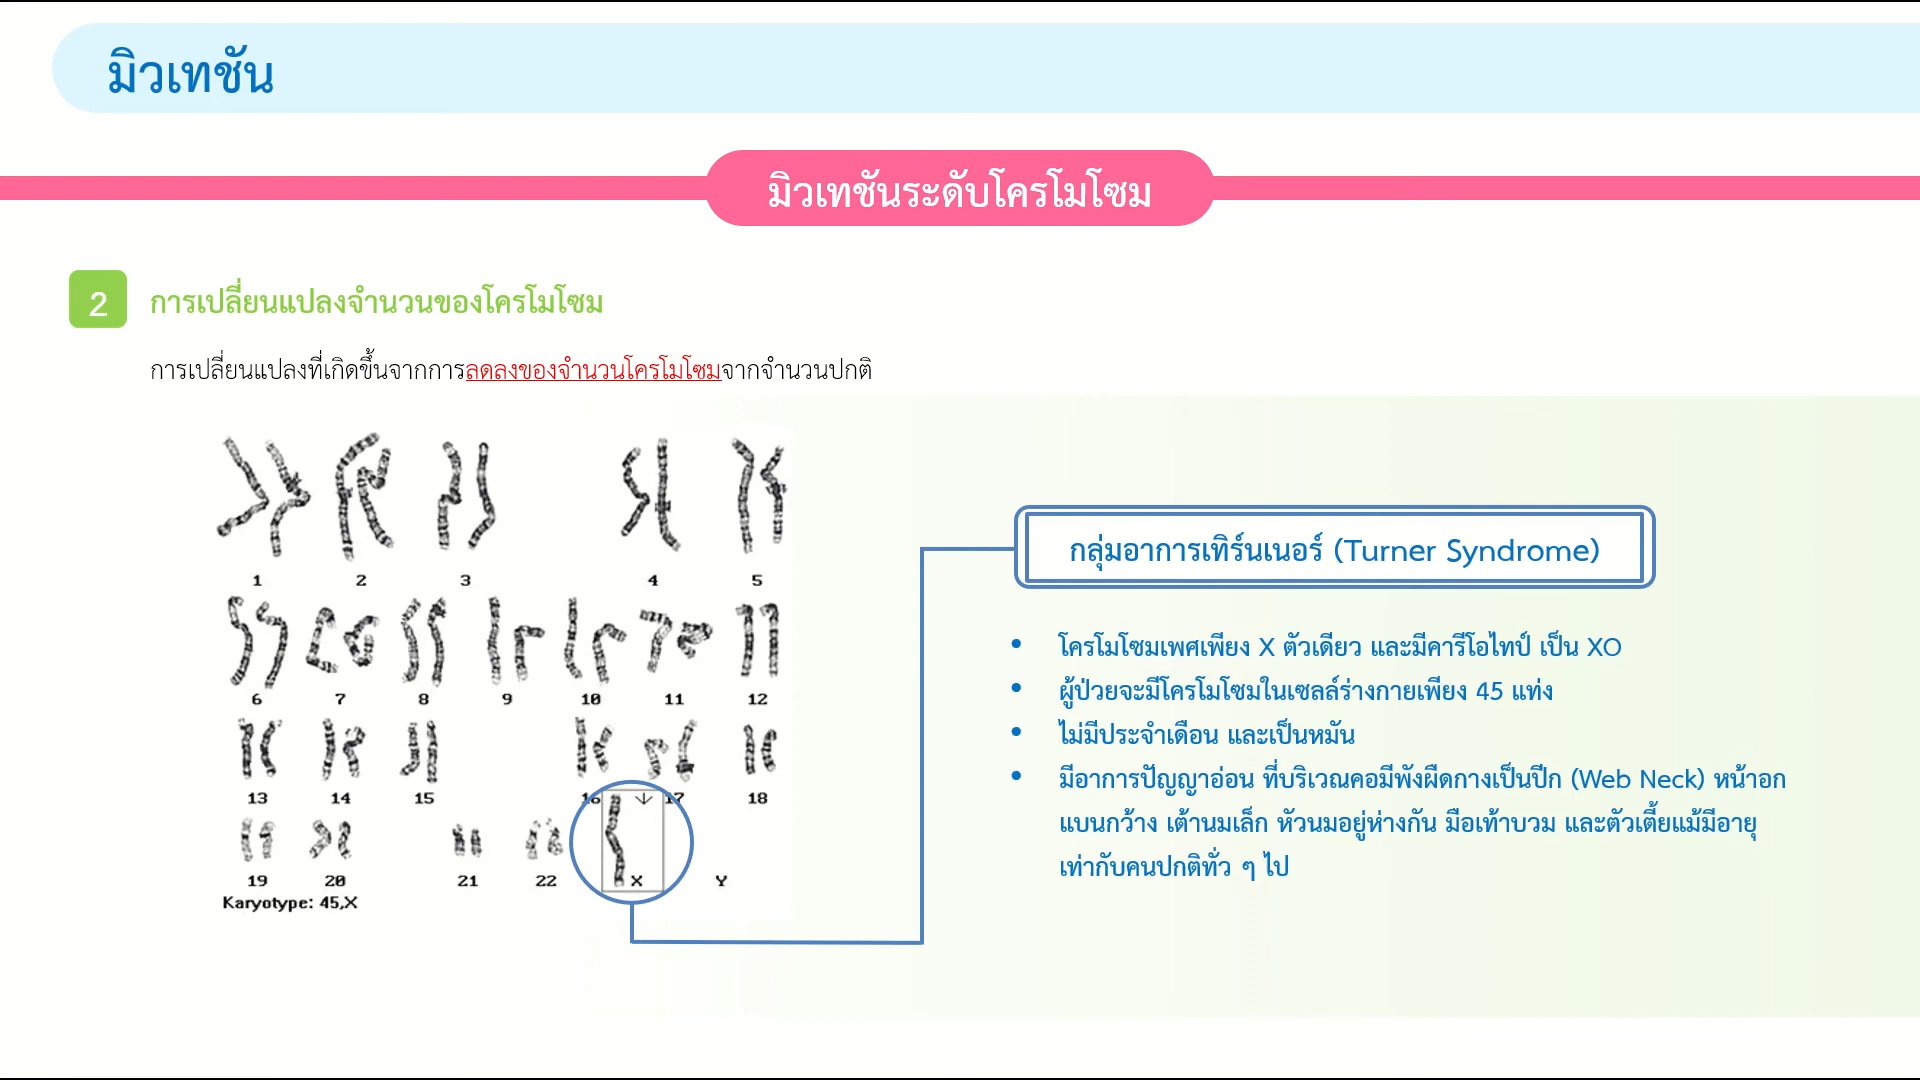 มิวเทชัน
มิวเทชันระดับโครโมโซม
2 การเปลี่ยนแปลงจำนวนของโครโมโซม
การเปลี่ยนแปลงที่เกิดขึ้นจากการลดลงของจำนวนโครโมโซมจากจำนวนปกติ
1 2 3 4 5
6 7 8 9 10 11 12
13 14 15 16 17 18
19 20 21 22 X Y
Karyotype: 45,X
กลุ่มอาการเทิร์นเนอร์ (Turner Syndrome)
• โครโมโซมเพศเพียง X ตัวเดียว และมีคารีโอไทป์ เป็น XO
• ผู้ป่วยจะมีโครโมโซมในเซลล์ร่างกายเพียง 45 แท่ง
• ไม่มีประจำเดือน และเป็นหมัน
• มีอาการปัญญาอ่อน ที่บริเวณคอมีพังผืดกางเป็นปีก (Web Neck) หน้าอก
แบนกว้าง เต้านมเล็ก หัวนมอยู่ห่างกัน มือเท้าบวม และตัวเตี้ยแม้มีอายุ
เท่ากับคนปกติทั่ว ๆ ไป